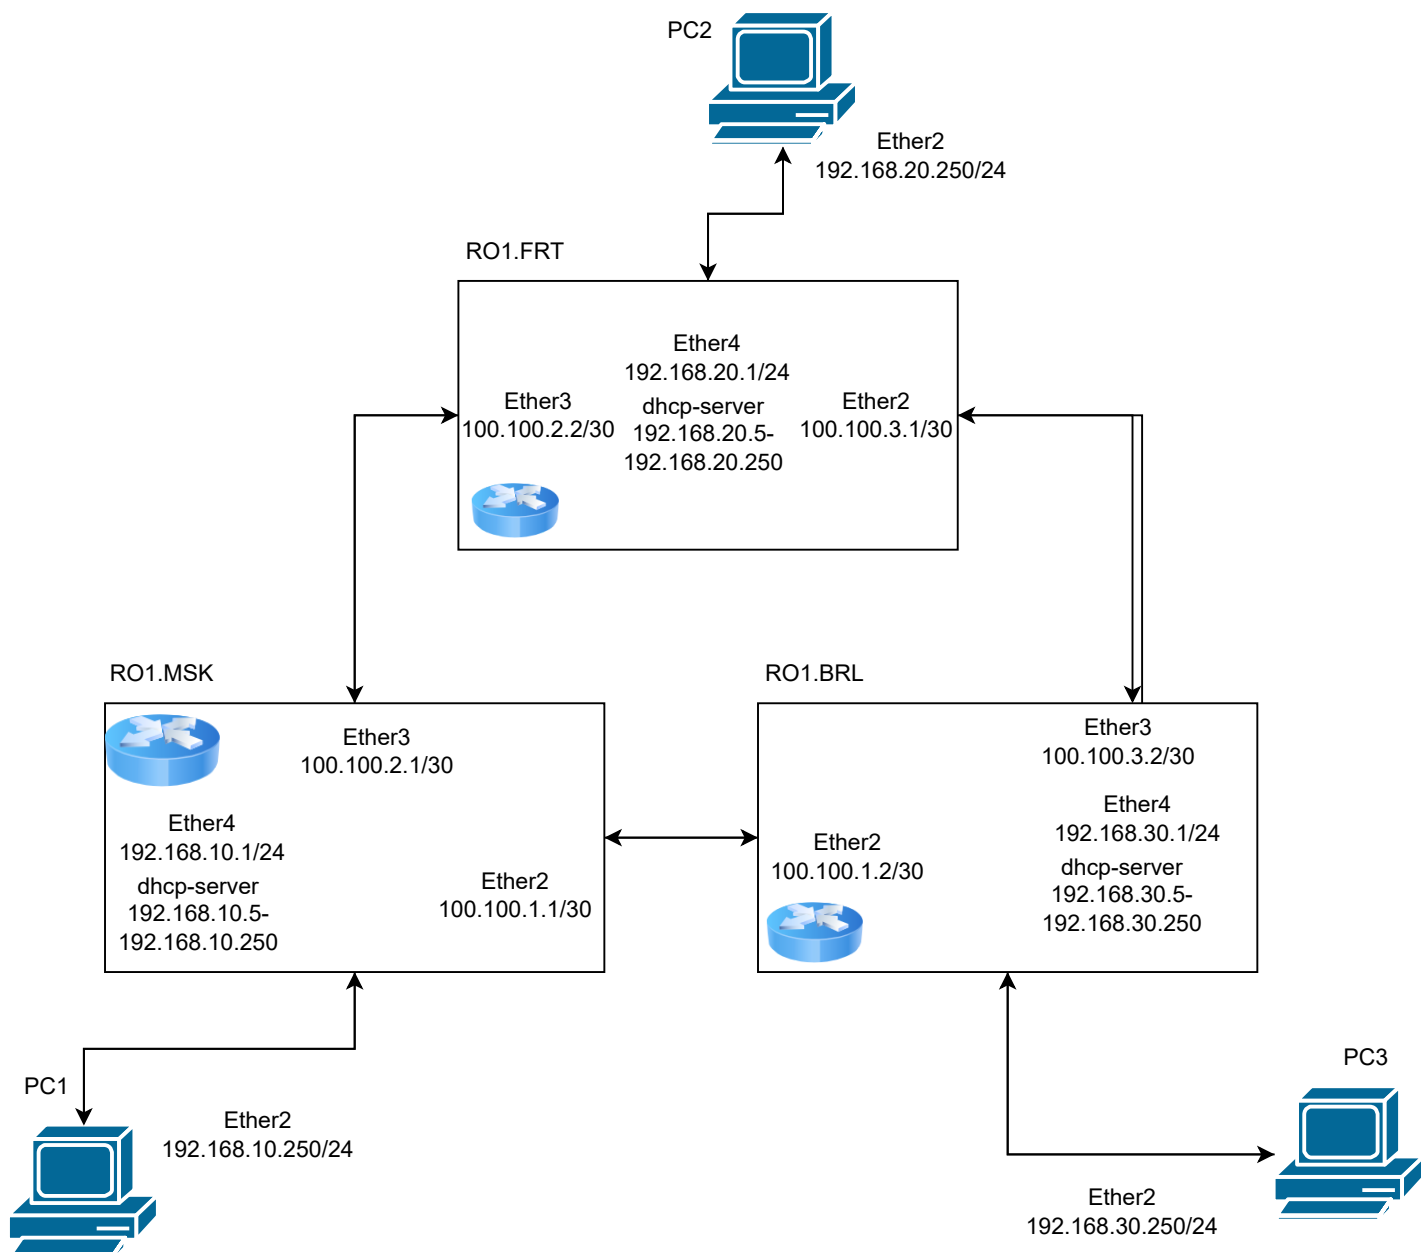 PC2
Ether2
192.168.20.250/24
RO1.FRT
Ether4
192.168.20.1/24
dhcp-server
192.168.20.5-
192.168.20.250
Ether3
100.100.2.2/30
Ether2
100.100.3.1/30
RO1.MSK
Ether3
100.100.2.1/30
Ether4
192.168.10.1/24
dhcp-server
192.168.10.5-
192.168.10.250
Ether2
100.100.1.1/30
RO1.BRL
Ether3
100.100.3.2/30
Ether4
192.168.30.1/24
dhcp-server
192.168.30.5-
192.168.30.250
Ether2
100.100.1.2/30
PC1
Ether2
192.168.10.250/24
PC3
Ether2
192.168.30.250/24